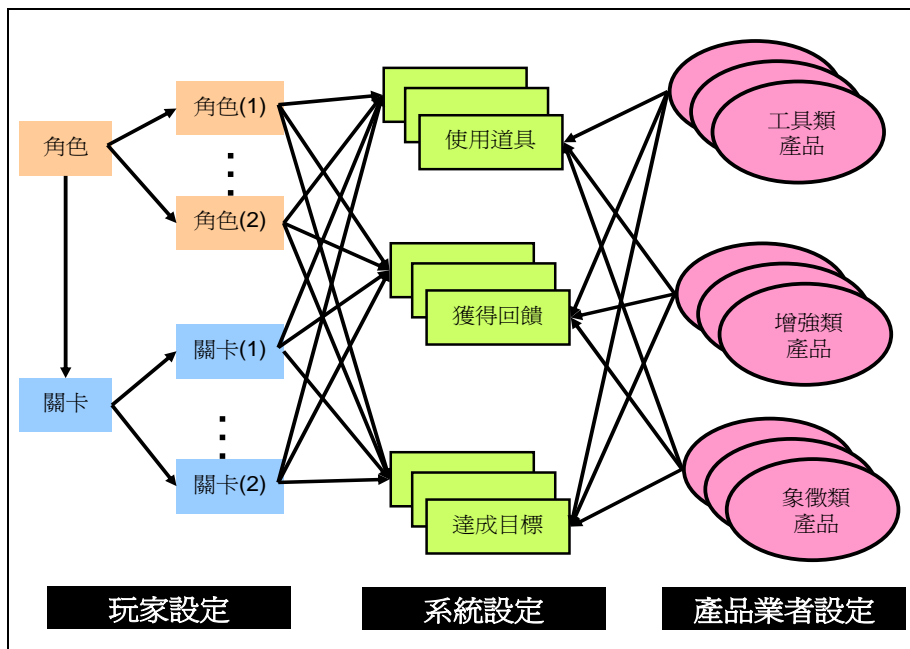 角色
角色(1)
角色(2)
關卡
關卡(1)
關卡(2)
使用道具
獲得回饋
達成目標
工具類
產品
增強類
產品
象徵類
產品
玩家設定
系統設定
產品業者設定